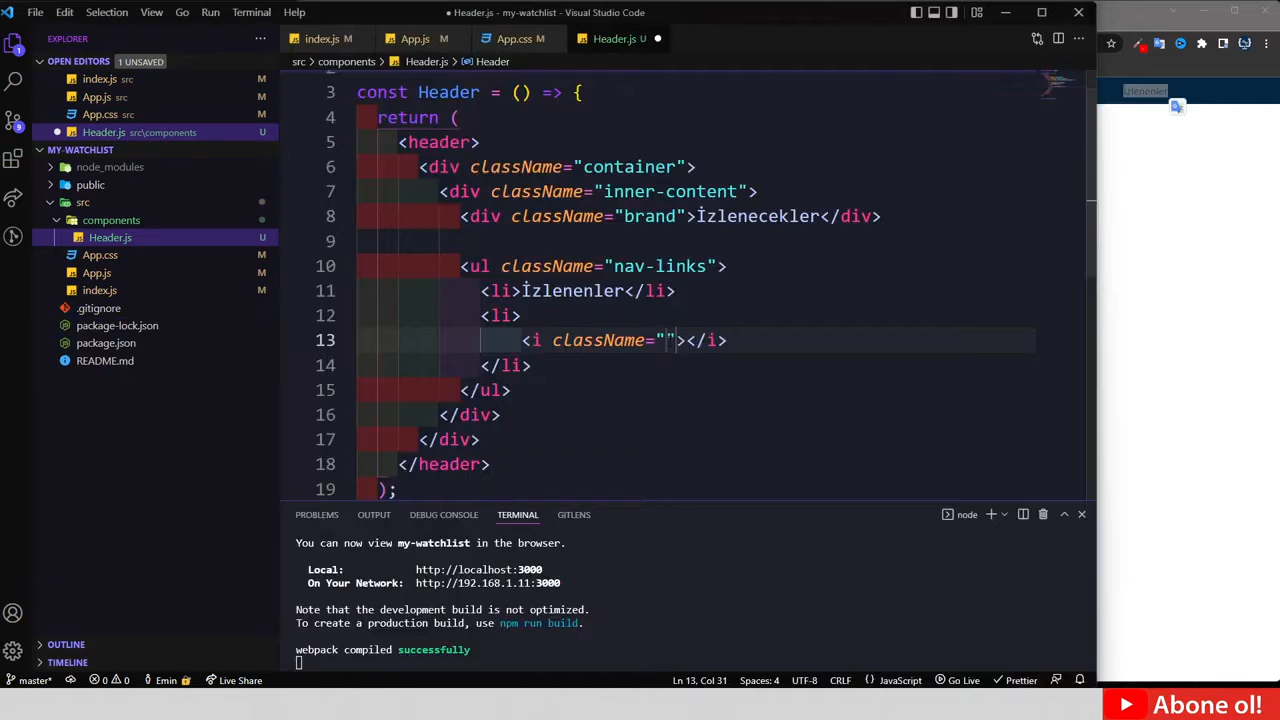 File Edit Selection View Go Run Terminal Help
● Header.js - my-watchlist - Visual Studio Code
EXPLORER
OPEN EDITORS 1 UNSAVED
index.js src M
App.js src M
App.css src M
Header.js src\components U
MY-WATCHLIST
node_modules
public
src
components
Header.js U
App.css M
App.js M
index.js M
.gitignore
package-lock.json
package.json
README.md
OUTLINE
TIMELINE
index.js M App.js M App.css M Header.js U
src > components > Header.js > Header
3 const Header = () => {
4 return (
5 <header>
6 <div className="container">
7 <div className="inner-content">
8 <div className="brand">İzlenecekler</div>
9
10 <ul className="nav-links">
11 <li>İzlenenler</li>
12 <li>
13 <i className=""></i>
14 </li>
15 </ul>
16 </div>
17 </div>
18 </header>
19 );
PROBLEMS OUTPUT DEBUG CONSOLE TERMINAL GITLENS
node
You can now view my-watchlist in the browser.
Local: http://localhost:3000
On Your Network: http://192.168.1.11:3000
Note that the development build is not optimized.
To create a production build, use npm run build.
webpack compiled successfully
master* 0 0 Emin Live Share
Ln 13, Col 31 Spaces: 4 UTF-8 CRLF JavaScript Go Live Prettier
1
9
izlenenler
Abone ol!